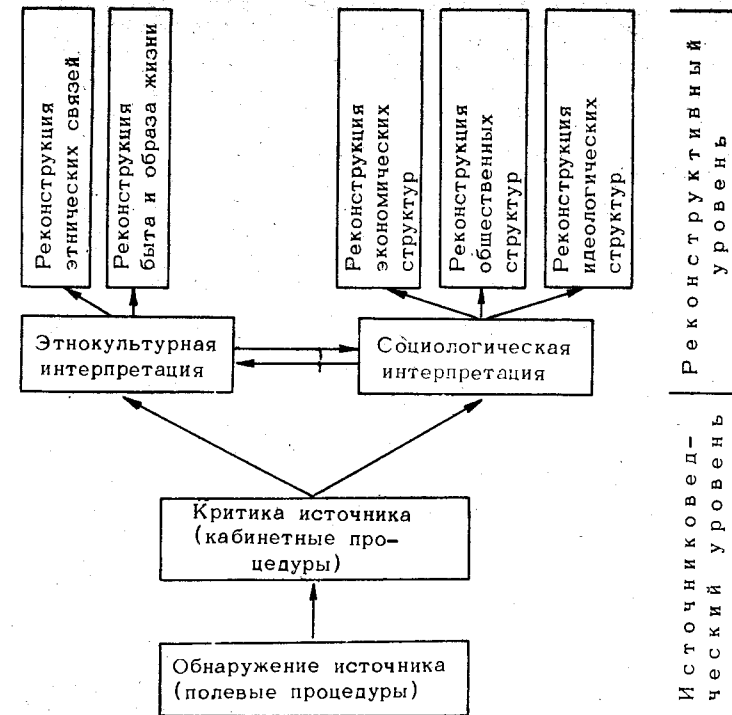 Реконструкция
этнических связей
Реконструкция
быта и образа жизни
Реконструкция
экономических
структур
Реконструкция
общественных
структур
Реконструкция
идеологических
структур
Реконструктивный
уровень
Этнокультурная
интерпретация
Социологическая
интерпретация
Критика источника
(кабинетные про-
цедуры)
Обнаружение источника
(полевые процедуры)
Источниковед-
ческий уровень